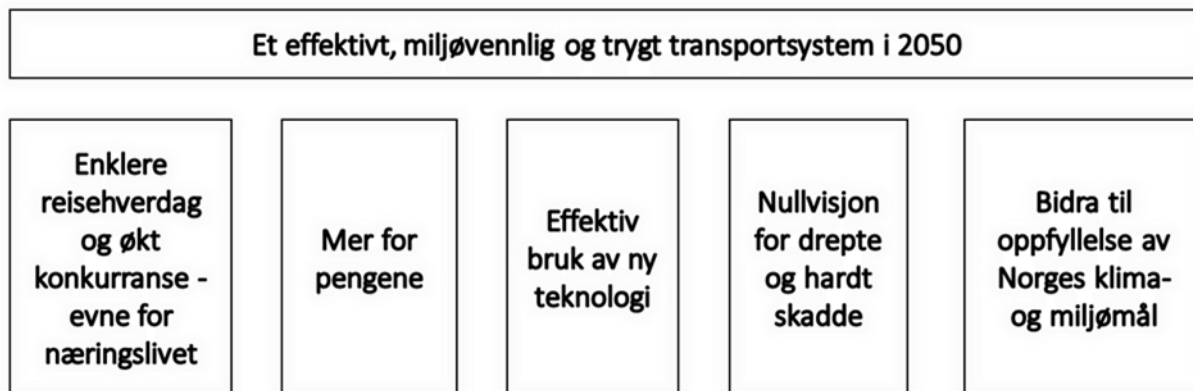 Et effektivt, miljøvennlig og trygt transportsystem i 2050
Enklere
reisehverdag
og økt
konkurranse -
evne for
næringslivet
Mer for
pengene
Effektiv
bruk av ny
teknologi
Nullvisjon
for drepte
og hardt
skadde
Bidra til
oppfyllelse av
Norges klima-
og miljømål